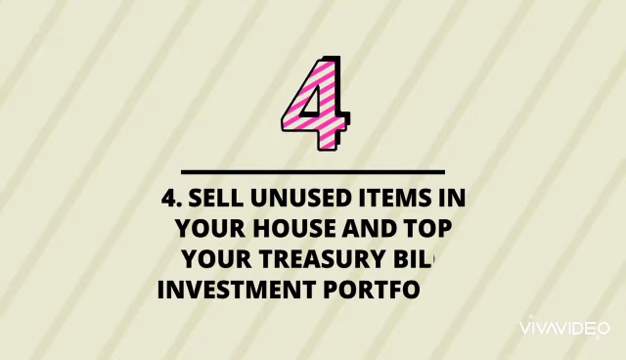 4
4. SELL UNUSED ITEMS IN
YOUR HOUSE AND TOP
YOUR TREASURY
INVESTMENT
VIVAVIDEO